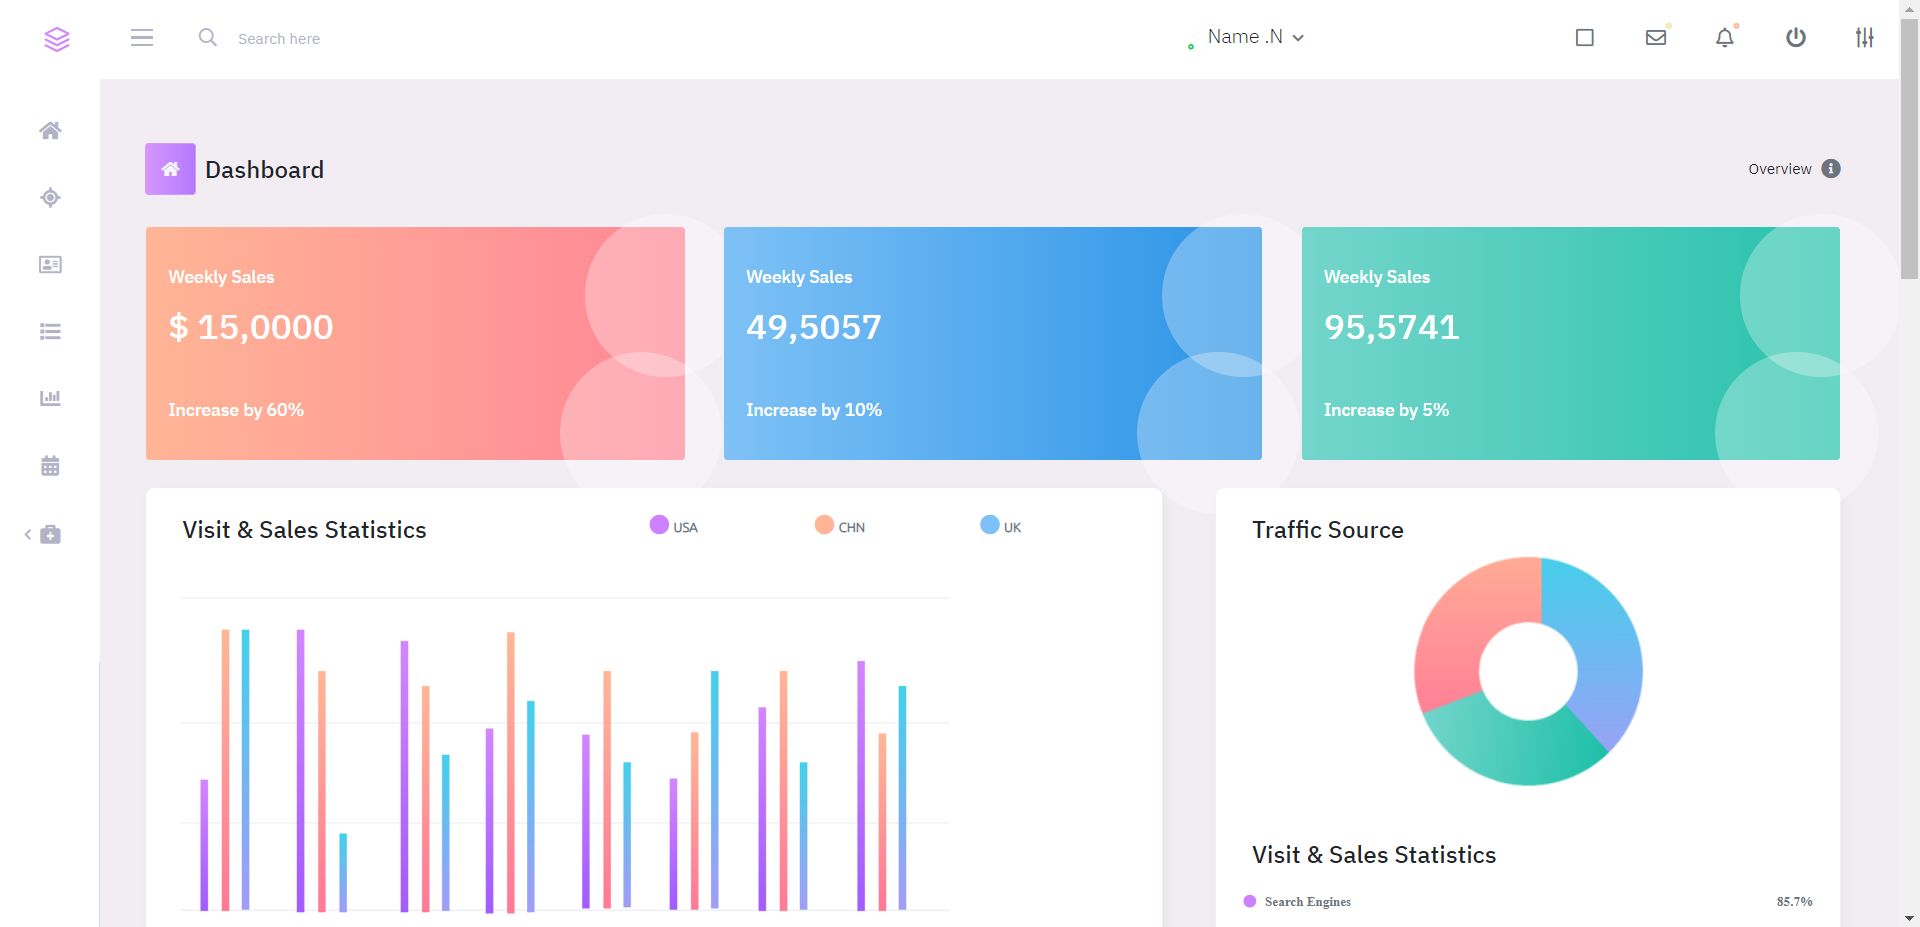 Search here
Name .N
Dashboard
Overview
Weekly Sales
$ 15,0000
Increase by 60%
Weekly Sales
49,5057
Increase by 10%
Weekly Sales
95,5741
Increase by 5%
Visit & Sales Statistics
USA
CHN
UK
Traffic Source
Visit & Sales Statistics
Search Engines
85.7%